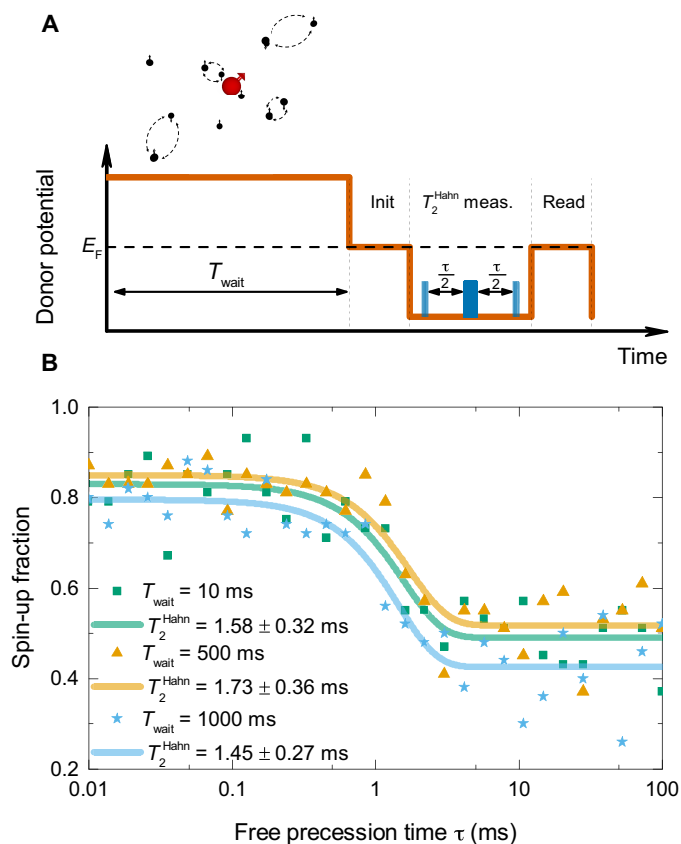 A
Donor potential
E_F
Init
T_2^Hahn meas.
Read
T_wait
τ/2
τ/2
Time
B
Spin-up fraction
1.0
0.8
0.6
0.4
0.2
T_wait = 10 ms
T_2^Hahn = 1.58 ± 0.32 ms
T_wait = 500 ms
T_2^Hahn = 1.73 ± 0.36 ms
T_wait = 1000 ms
T_2^Hahn = 1.45 ± 0.27 ms
0.01 0.1 1 10 100
Free precession time τ (ms)